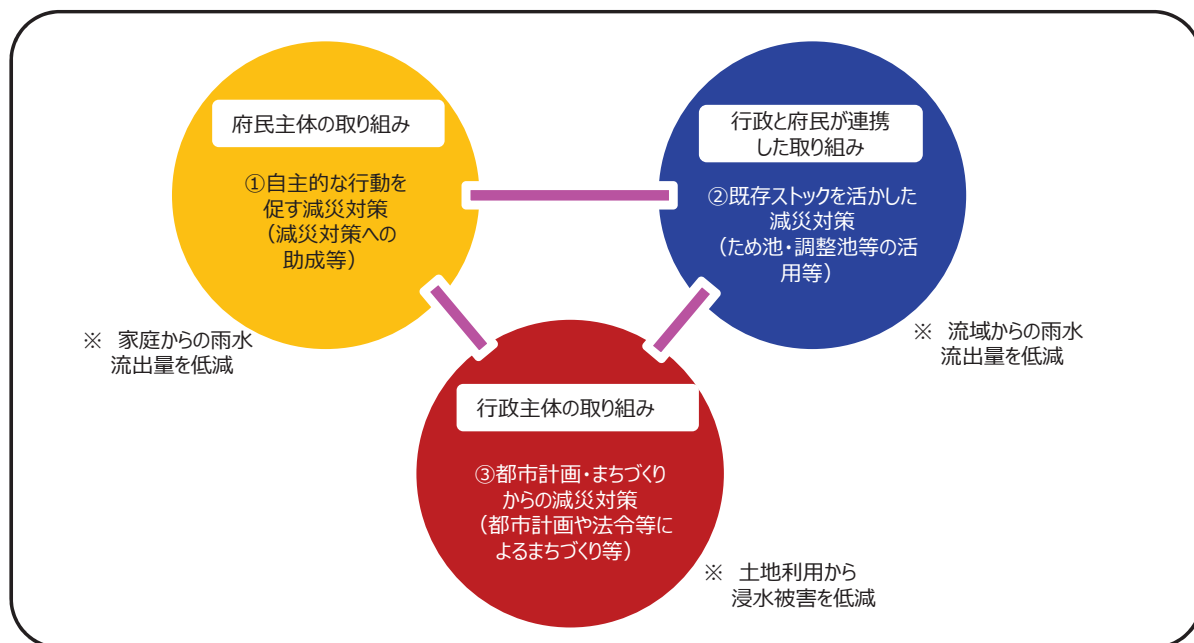 府民主体の取り組み
①自主的な行動を
促す減災対策
（減災対策への
助成等）
※　家庭からの雨水
流出量を低減
行政と府民が連携
した取り組み
②既存ストックを活かした
減災対策
（ため池・調整池等の活
用等）
※　流域からの雨水
流出量を低減
行政主体の取り組み
③都市計画・まちづくり
からの減災対策
（都市計画や法令等に
よるまちづくり等）
※　土地利用から
浸水被害を低減